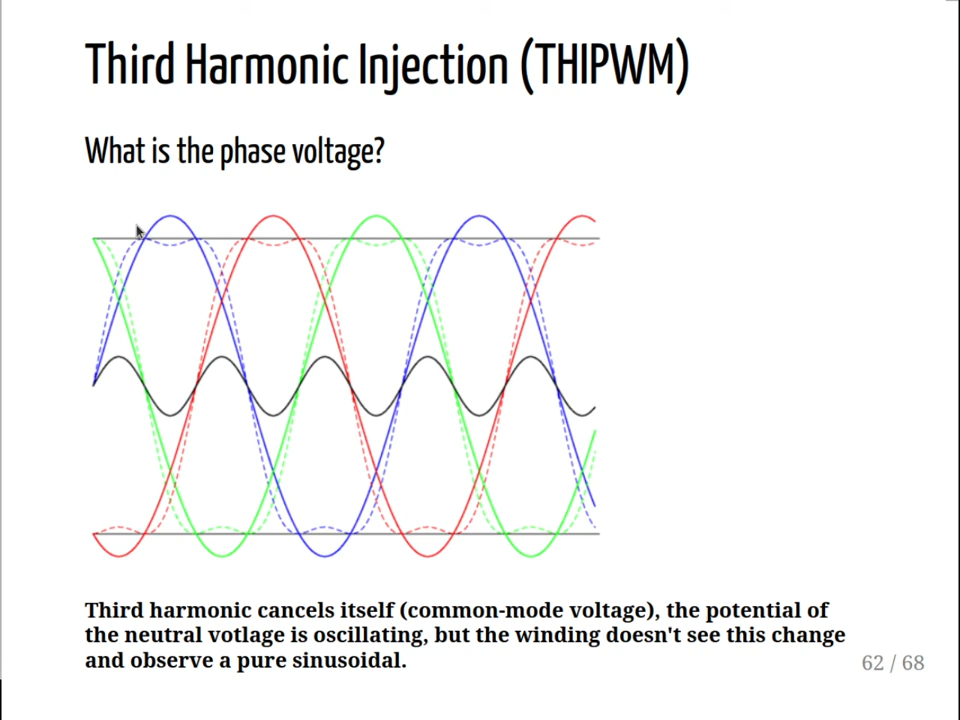 Third Harmonic Injection (THIPWM)
What is the phase voltage?
Third harmonic cancels itself (common-mode voltage), the potential of
the neutral votlage is oscillating, but the winding doesn't see this change
and observe a pure sinusoidal.
62 / 68